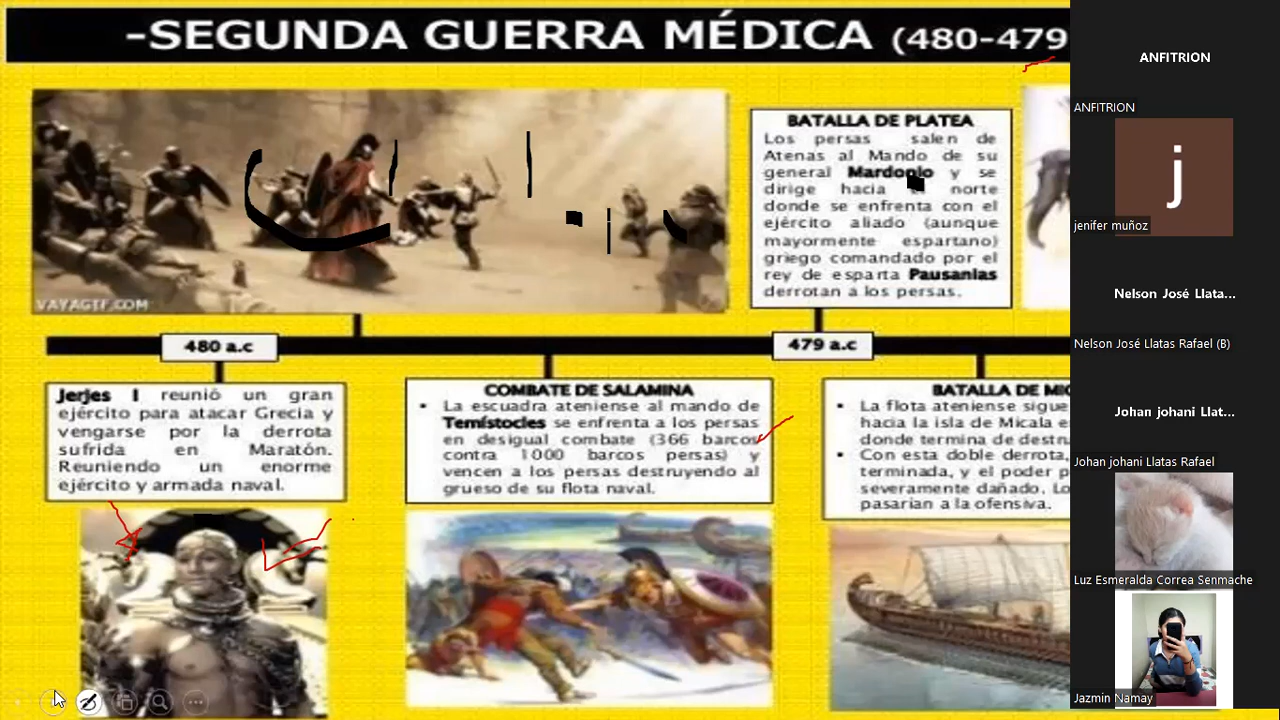 -SEGUNDA GUERRA MÉDICA (480-479
BATALLA DE PLATEA
Los persas salen de
Atenas al Mando de su
general Mardonio y se
dirige hacia norte
donde se enfrenta con el
ejército aliado (aunque
mayormente espartano)
griego comandado por el
rey de esparta Pausanias
derrotan a los persas.
VAYAGIF.COM
480 a.c
479 a.c
Jerjes I reunió un gran
ejército para atacar Grecia y
vengarse por la derrota
sufrida en Maratón.
Reuniendo un enorme
ejército y armada naval.
COMBATE DE SALAMINA
• La escuadra ateniense al mando de
Temístocles se enfrenta a los persas
en desigual combate (366 barcos
contra 1000 barcos persas) y
vencen a los persas destruyendo al
grueso de su flota naval.
BATALLA DE MIC
• La flota ateniense sigue
hacia la isla de Micala e
donde termina de destru
• Con esta doble derrota,
terminada, y el poder p
severamente dañado. Lo
pasarian a la ofensiva.
ANFITRION
ANFITRION
j
jenifer muñoz
Nelson José Llata...
Nelson José Llatas Rafael (B)
Johan johani Llat...
Johan johani Llatas Rafael
Luz Esmeralda Correa Senmache
Jazmin Namay